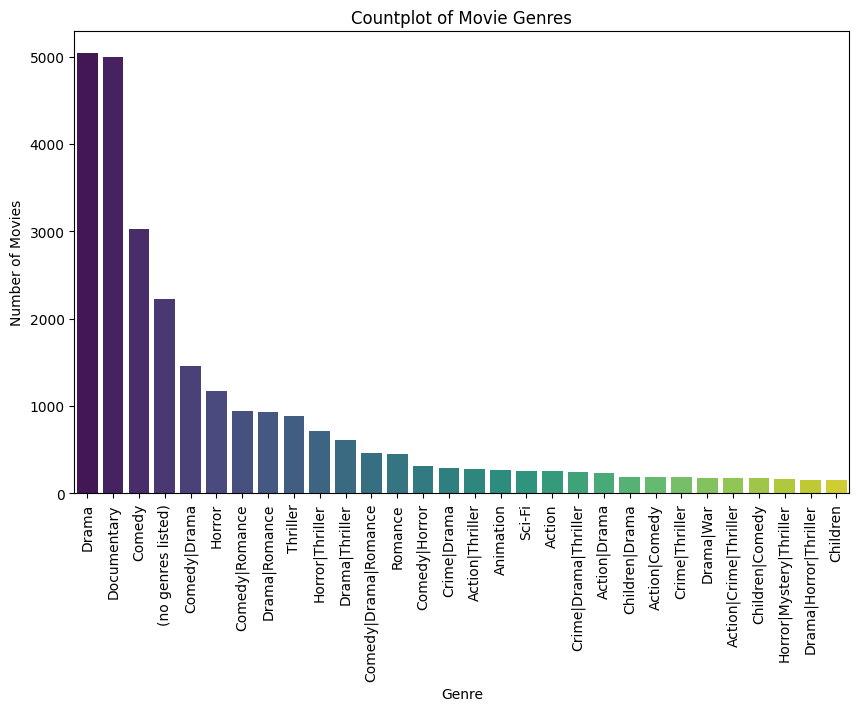 Countplot of Movie Genres
Number of Movies
5000
4000
3000
2000
1000
0
Drama
Documentary
Comedy
(no genres listed)
Comedy|Drama
Horror
Comedy|Romance
Drama|Romance
Thriller
Horror|Thriller
Drama|Thriller
Comedy|Drama|Romance
Romance
Comedy|Horror
Crime|Drama
Action|Thriller
Animation
Sci-Fi
Action
Crime|Drama|Thriller
Action|Drama
Children|Drama
Action|Comedy
Crime|Thriller
Drama|War
Action|Crime|Thriller
Children|Comedy
Horror|Mystery|Thriller
Drama|Horror|Thriller
Children
Genre